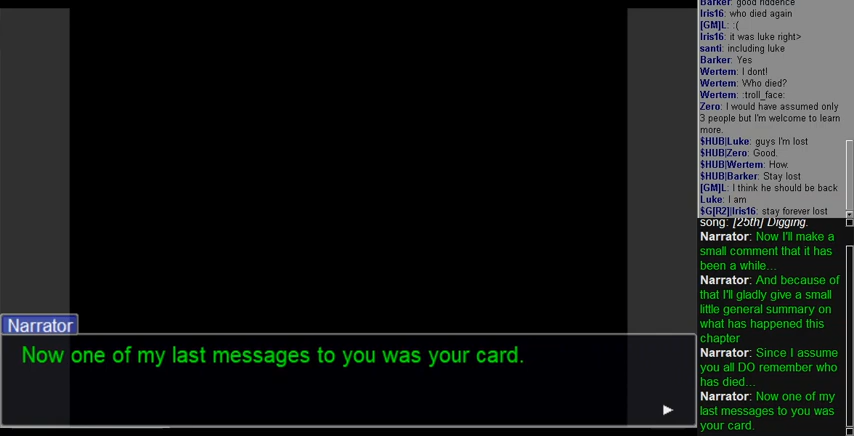 Narrator
Now one of my last messages to you was your card.
Barker: good riddence
Iris16: who died again
[GM]L: :(
Iris16: it was luke right>
santi: including luke
Barker: Yes
Wertem: I dont!
Wertem: Who died?
Wertem: :troll_face:
Zero: I would have assumed only
3 people but I'm welcome to learn
more.
$HUB|Luke: guys I'm lost
$HUB|Zero: Good.
$HUB|Wertem: How.
$HUB|Barker: Stay lost
[GM]L: I think he should be back
Luke: I am
$G[R2]|Iris16: stay forever lost
song: [25th] Digging.
Narrator: Now I'll make a
small comment that it has
been a while...
Narrator: And because of
that I'll gladly give a small
little general summary on
what has happened this
chapter
Narrator: Since I assume
you all DO remember who
has died...
Narrator: Now one of my
last messages to you was
your card.